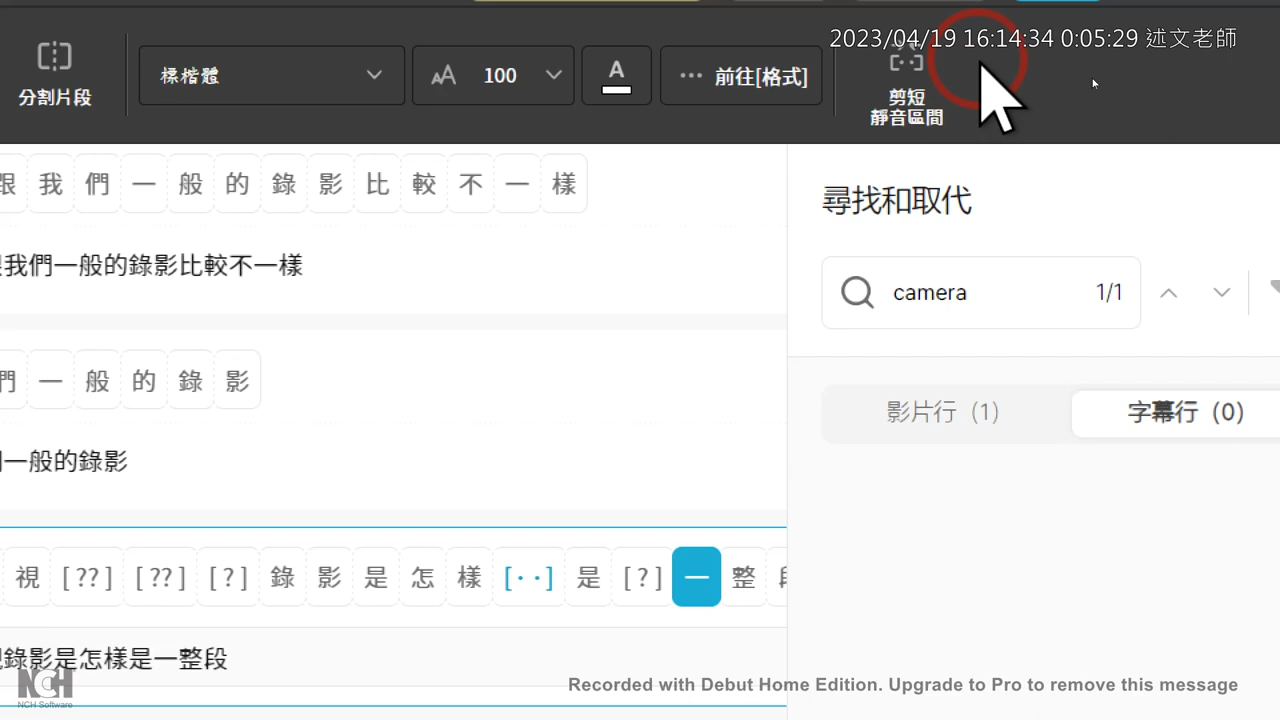 2023/04/19 16:14:34 0:05:29 述文老師
分割片段
標楷體
100
A
··· 前往[格式]
剪短
靜音區間
跟 我 們 一 般 的 錄 影 比 較 不 一 樣
跟我們一般的錄影比較不一樣
們 一 般 的 錄 影
們一般的錄影
視 [??] [??] [?] 錄 影 是 怎 樣 [··] 是 [?] 一 整 段
視錄影是怎樣是一整段
尋找和取代
camera 1/1
影片行 (1)
字幕行 (0)
NCH
NCH Software
Recorded with Debut Home Edition. Upgrade to Pro to remove this message